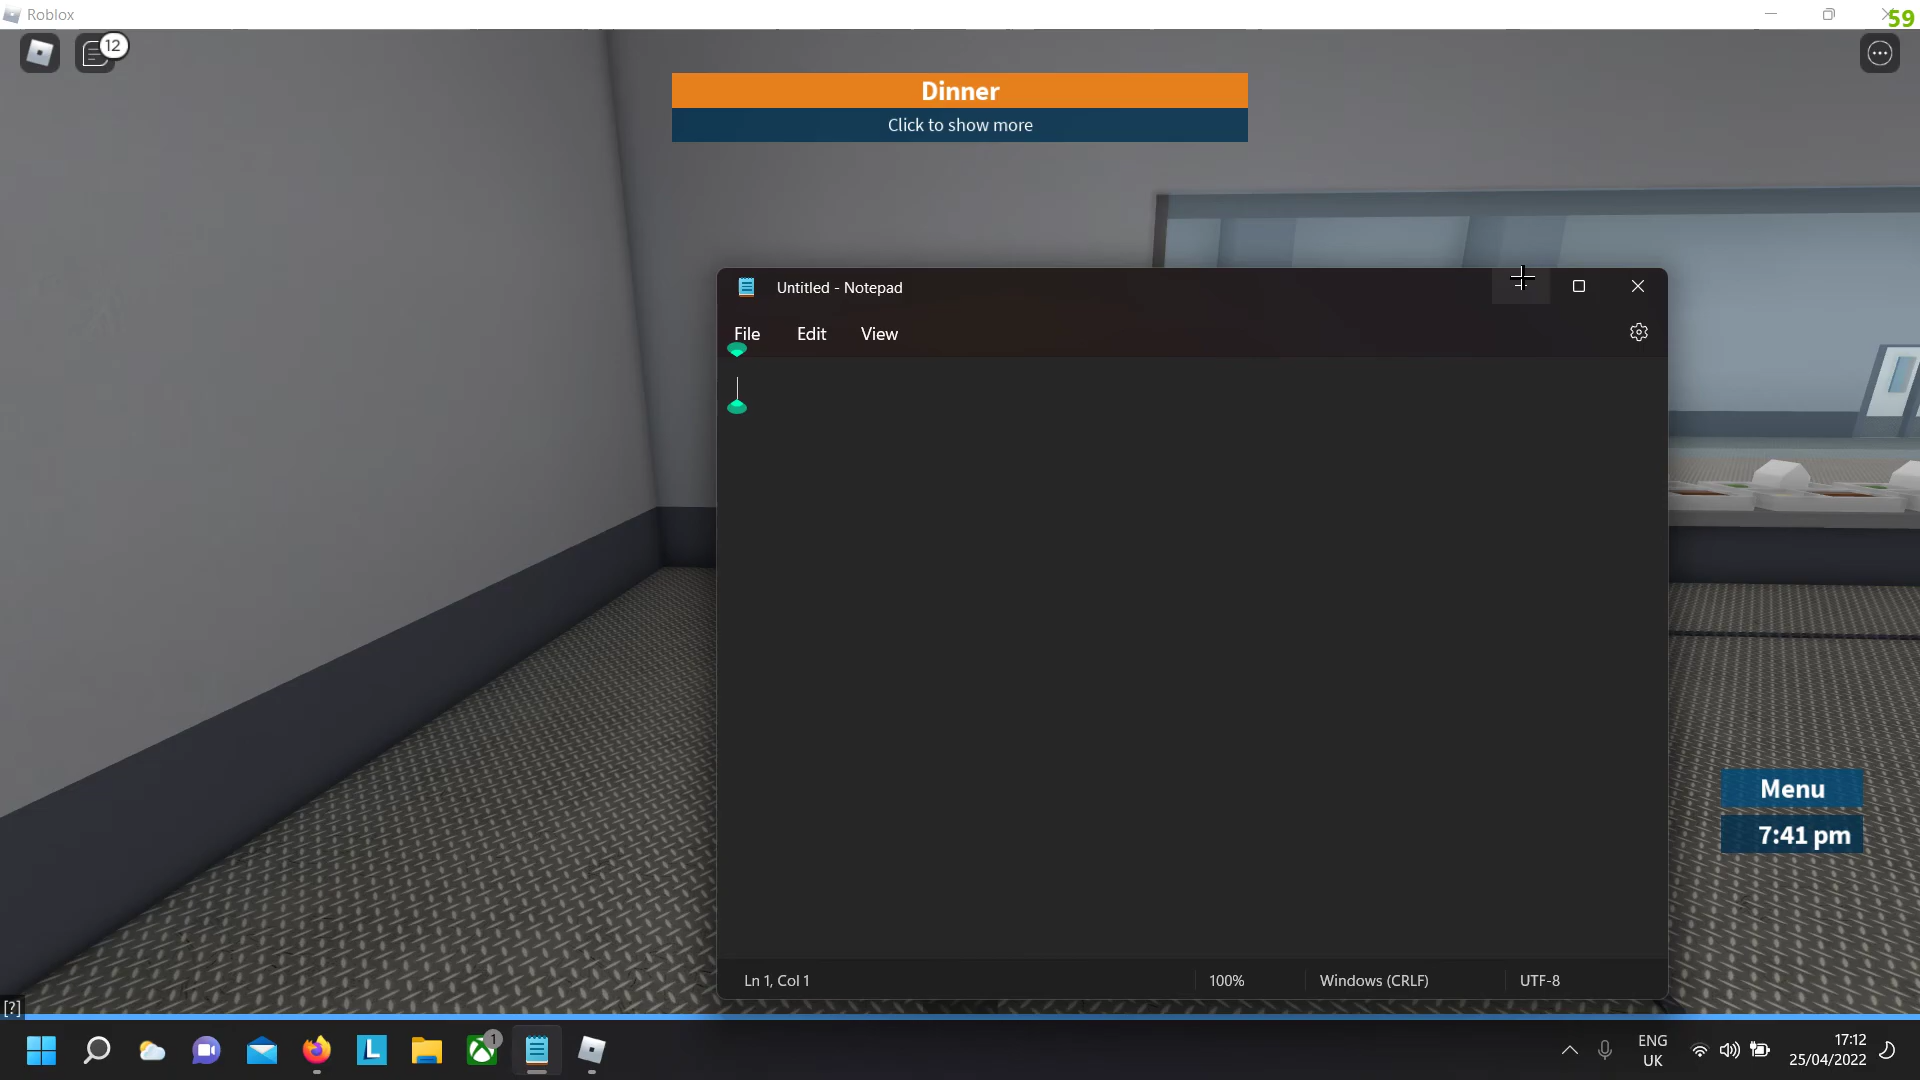 Roblox
59
12
Dinner
Click to show more
Untitled - Notepad
File Edit View
Menu
7:41 pm
Ln 1, Col 1 100% Windows (CRLF) UTF-8
[?]
L
1
ENG
UK
17:12
25/04/2022